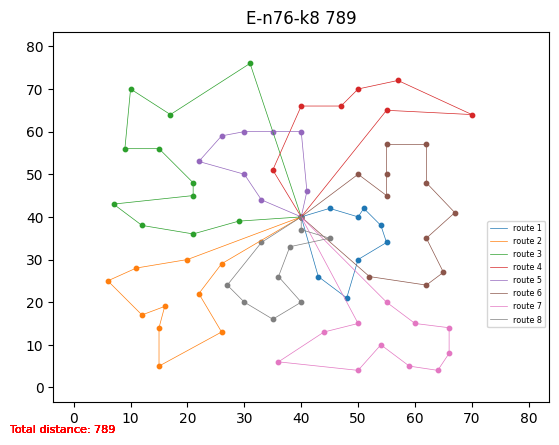 E-n76-k8 789
80
70
60
50
40
30
20
10
0
route 1
route 2
route 3
route 4
route 5
route 6
route 7
route 8
0 10 20 30 40 50 60 70 80
Total distance: 789